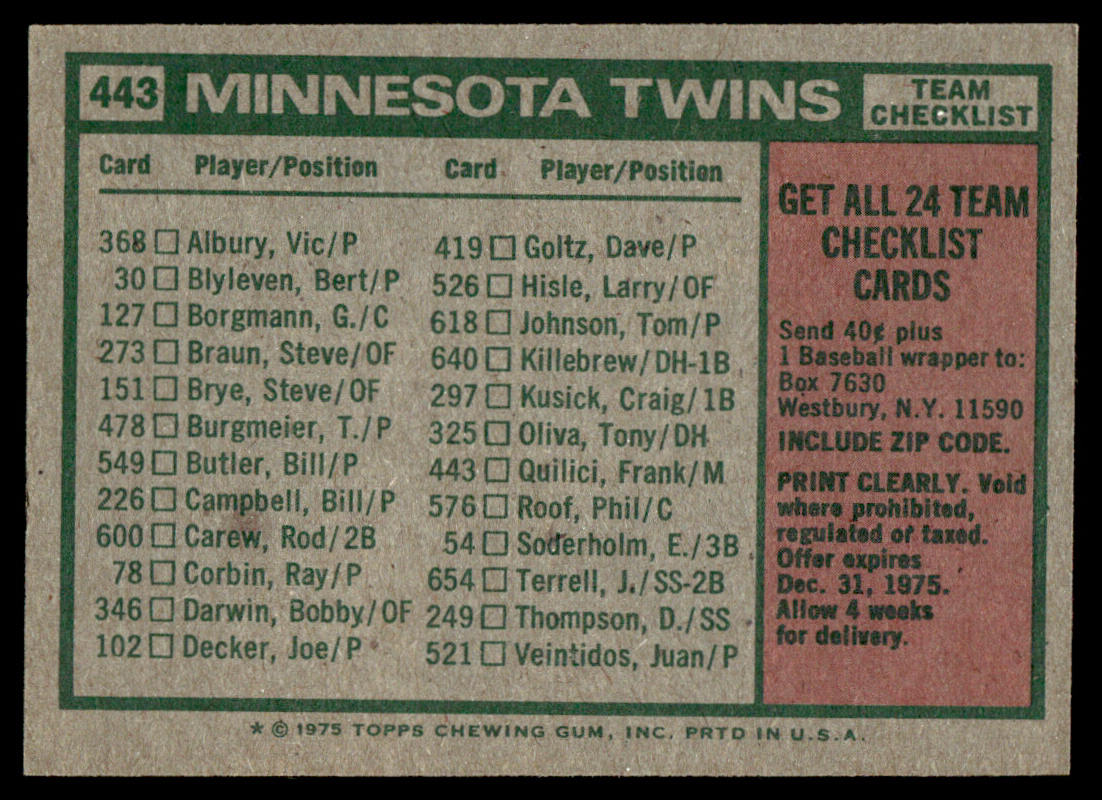 443 MINNESOTA TWINS TEAM CHECKLIST
Card Player/Position
368 Albury, Vic/P
30 Blyleven, Bert/P
127 Borgmann, G./C
273 Braun, Steve/OF
151 Brye, Steve/OF
478 Burgmeier, T./P
549 Butler, Bill/P
226 Campbell, Bill/P
600 Carew, Rod/2B
78 Corbin, Ray/P
346 Darwin, Bobby/OF
102 Decker, Joe/P
Card Player/Position
419 Goltz, Dave/P
526 Hisle, Larry/OF
618 Johnson, Tom/P
640 Killebrew/DH-1B
297 Kusick, Craig/1B
325 Oliva, Tony/DH
443 Quilici, Frank/M
576 Roof, Phil/C
54 Soderholm, E./3B
654 Terrell, J./SS-2B
249 Thompson, D./SS
521 Veintidos, Juan/P
GET ALL 24 TEAM
CHECKLIST
CARDS
Send 40¢ plus
1 Baseball wrapper to:
Box 7630
Westbury, N.Y. 11590
INCLUDE ZIP CODE.
PRINT CLEARLY. Void
where prohibited,
regulated or taxed.
Offer expires
Dec. 31, 1975.
Allow 4 weeks
for delivery.
* © 1975 TOPPS CHEWING GUM, INC. PRTD IN U.S.A.